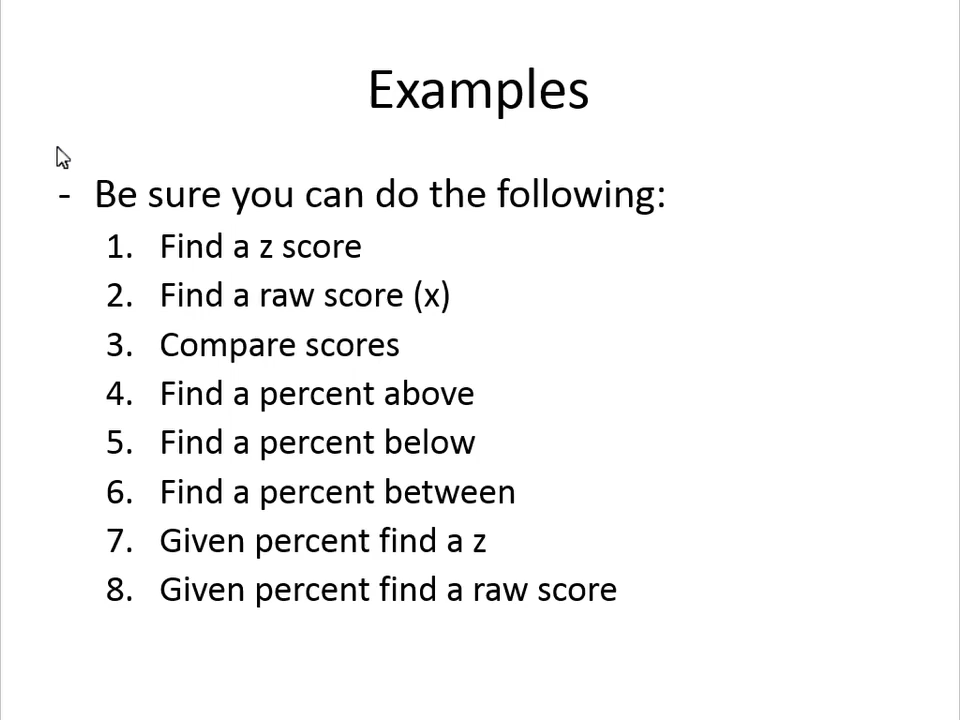 Examples
- Be sure you can do the following:
1. Find a z score
2. Find a raw score (x)
3. Compare scores
4. Find a percent above
5. Find a percent below
6. Find a percent between
7. Given percent find a z
8. Given percent find a raw score